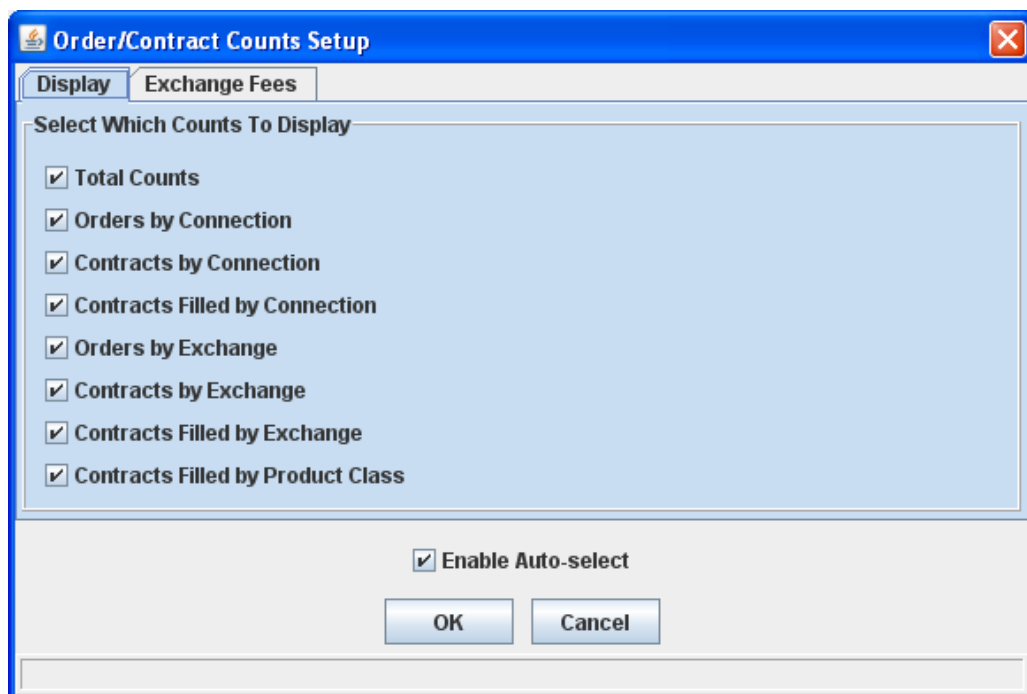 Order/Contract Counts Setup
Display Exchange Fees
Select Which Counts To Display
Total Counts
Orders by Connection
Contracts by Connection
Contracts Filled by Connection
Orders by Exchange
Contracts by Exchange
Contracts Filled by Exchange
Contracts Filled by Product Class
Enable Auto-select
OK Cancel